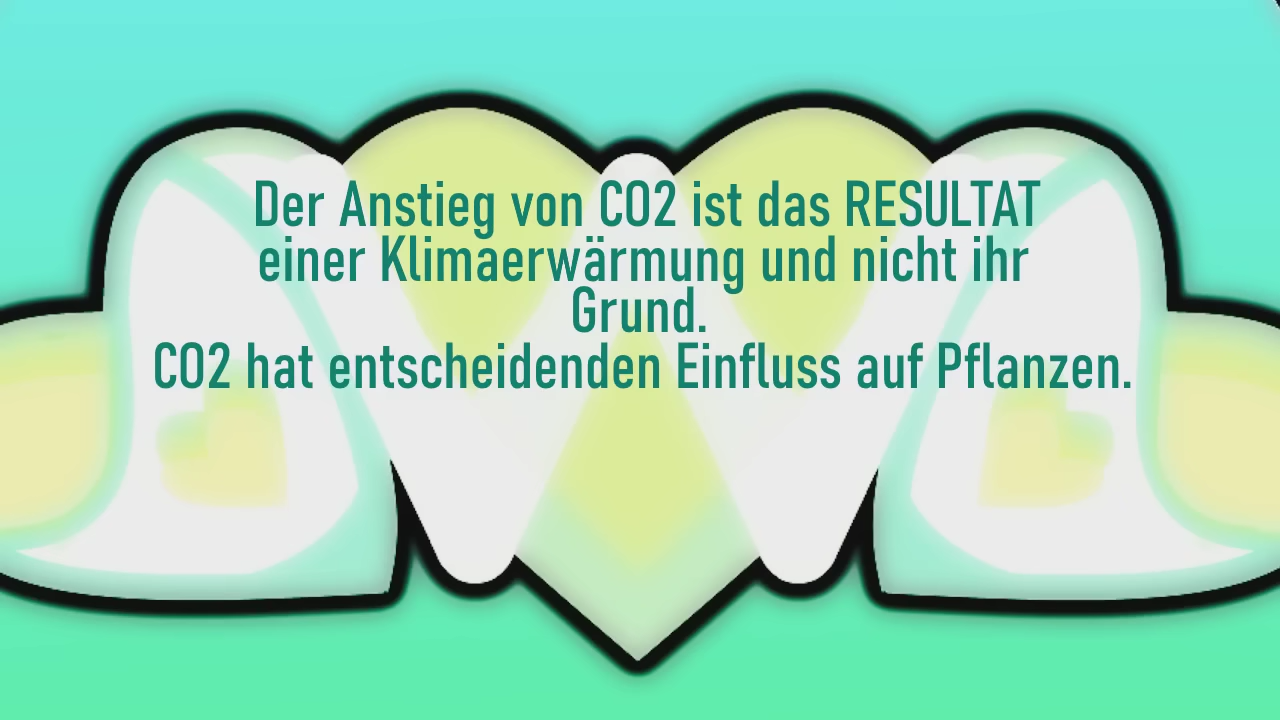 Der Anstieg von CO2 ist das RESULTAT
einer Klimaerwärmung und nicht ihr
Grund.
CO2 hat entscheidenden Einfluss auf Pflanzen.